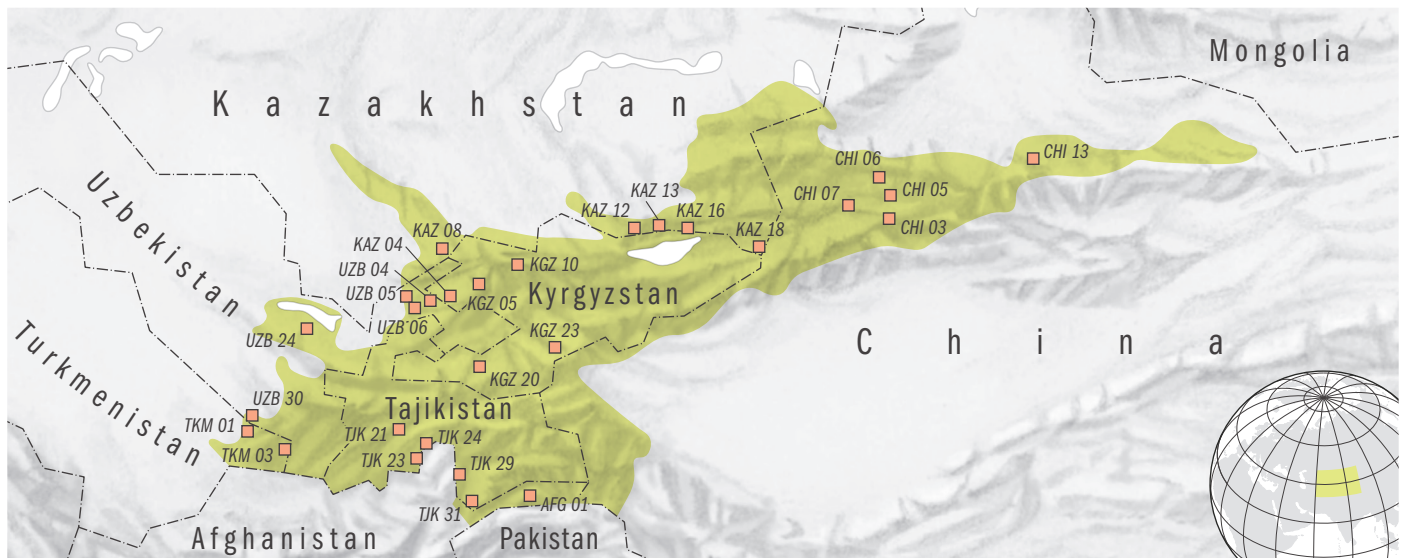 Mongolia
Kazakhstan
CHI 13
CHI 06
CHI 05
CHI 07
CHI 03
KAZ 13
KAZ 12
KAZ 16
KAZ 18
Uzbekistan
KAZ 08
KAZ 04
UZB 04
UZB 05
UZB 06
KGZ 10
KGZ 05
Kyrgyzstan
UZB 24
KGZ 23
China
KGZ 20
Turkmenistan
UZB 30
Tajikistan
TKM 01
TKM 03
TJK 21
TJK 24
TJK 23
TJK 29
TJK 31
AFG 01
Afghanistan
Pakistan